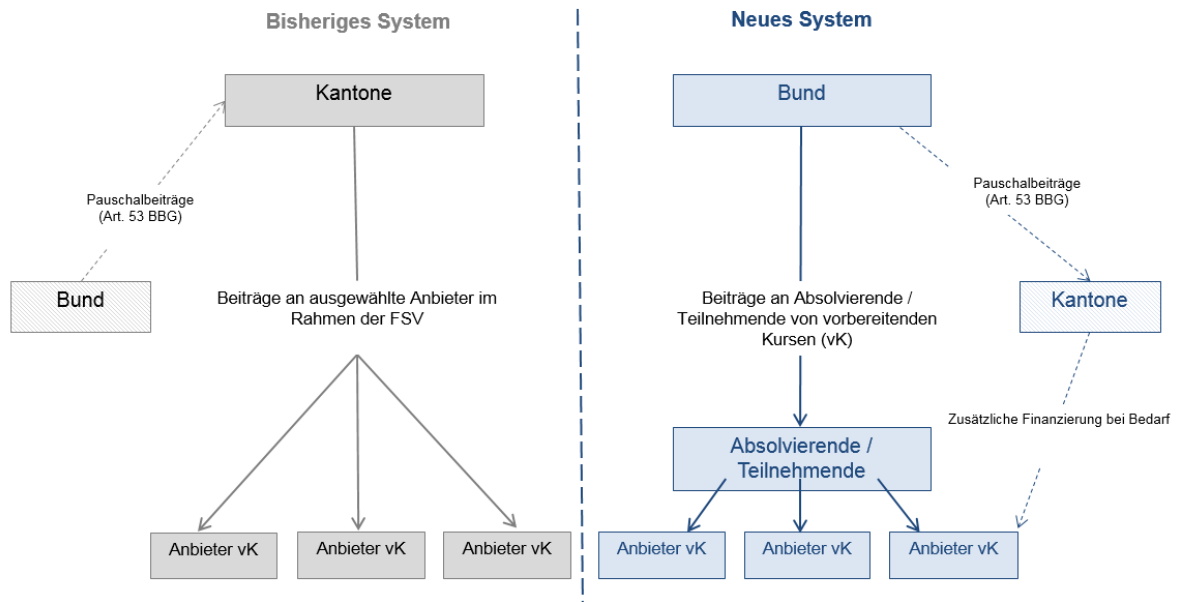 Bisheriges System
Kantone
Pauschalbeiträge
(Art. 53 BBG)
Bund
Beiträge an ausgewählte Anbieter im
Rahmen der FSV
Anbieter vK
Anbieter vK
Anbieter vK
Neues System
Bund
Pauschalbeiträge
(Art. 53 BBG)
Kantone
Beiträge an Absolvierende /
Teilnehmende von vorbereitenden
Kursen (vK)
Zusätzliche Finanzierung bei Bedarf
Absolvierende /
Teilnehmende
Anbieter vK
Anbieter vK
Anbieter vK